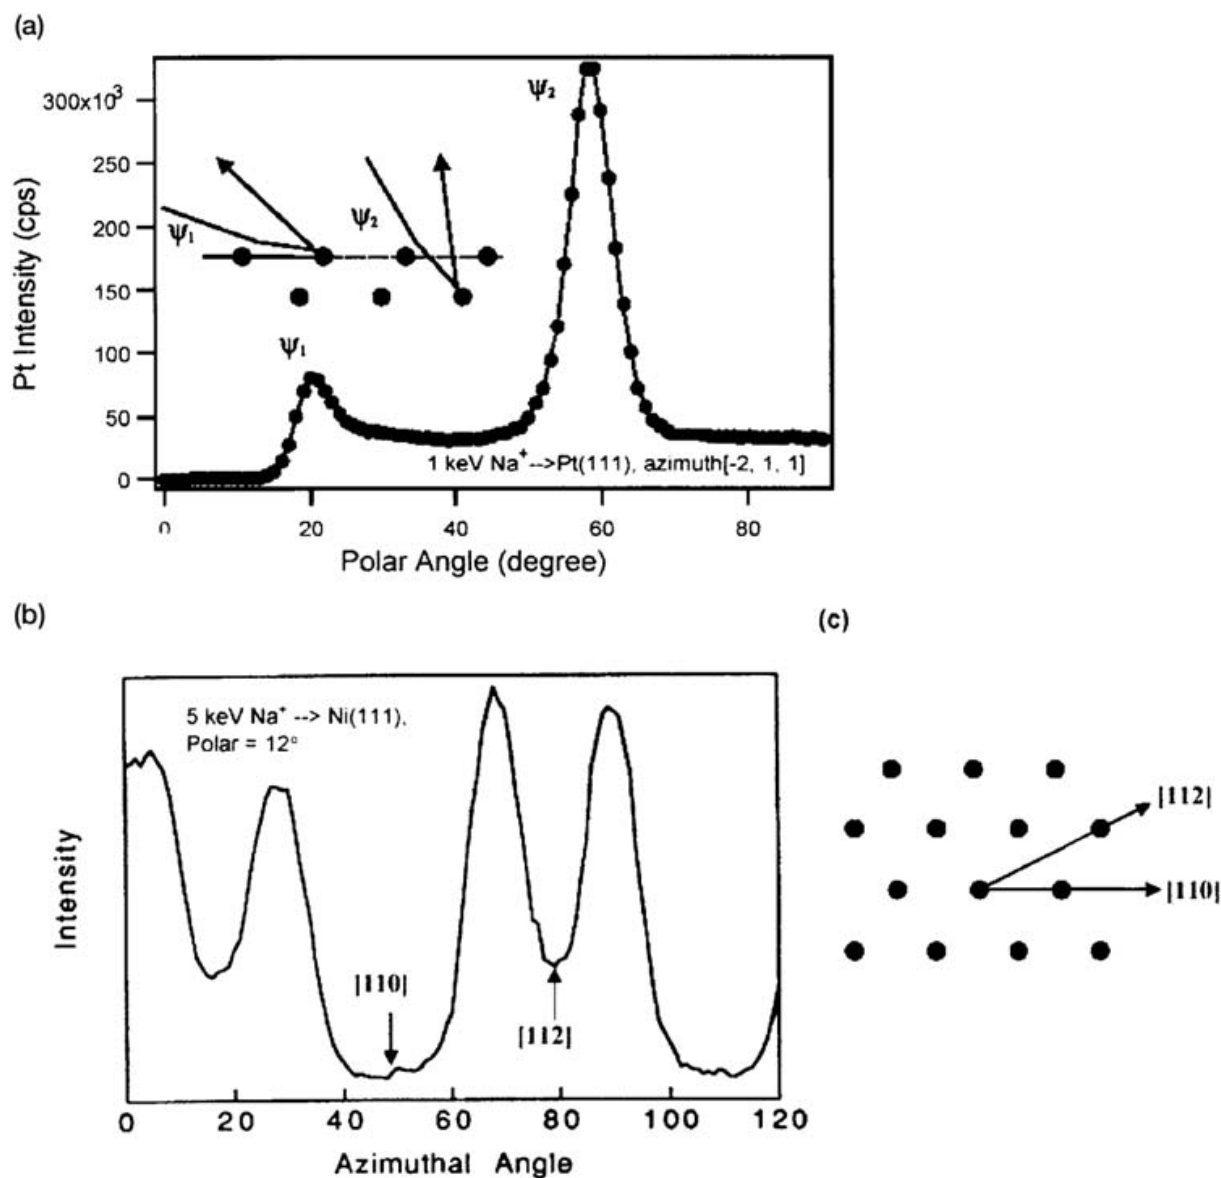 (a)
Pt Intensity (cps)
300x10³
250
200
150
100
50
0
Ψ₂
Ψ₁
Ψ₂
Ψ₁
1 keV Na⁺-->Pt(111), azimuth[-2, 1, 1]
0
20
40
60
80
Polar Angle (degree)
(b)
5 keV Na⁺ --> Ni(111),
Polar = 12°
Intensity
[110]
[112]
0
20
40
60
80
100
120
Azimuthal Angle
(c)
[112]
[110]